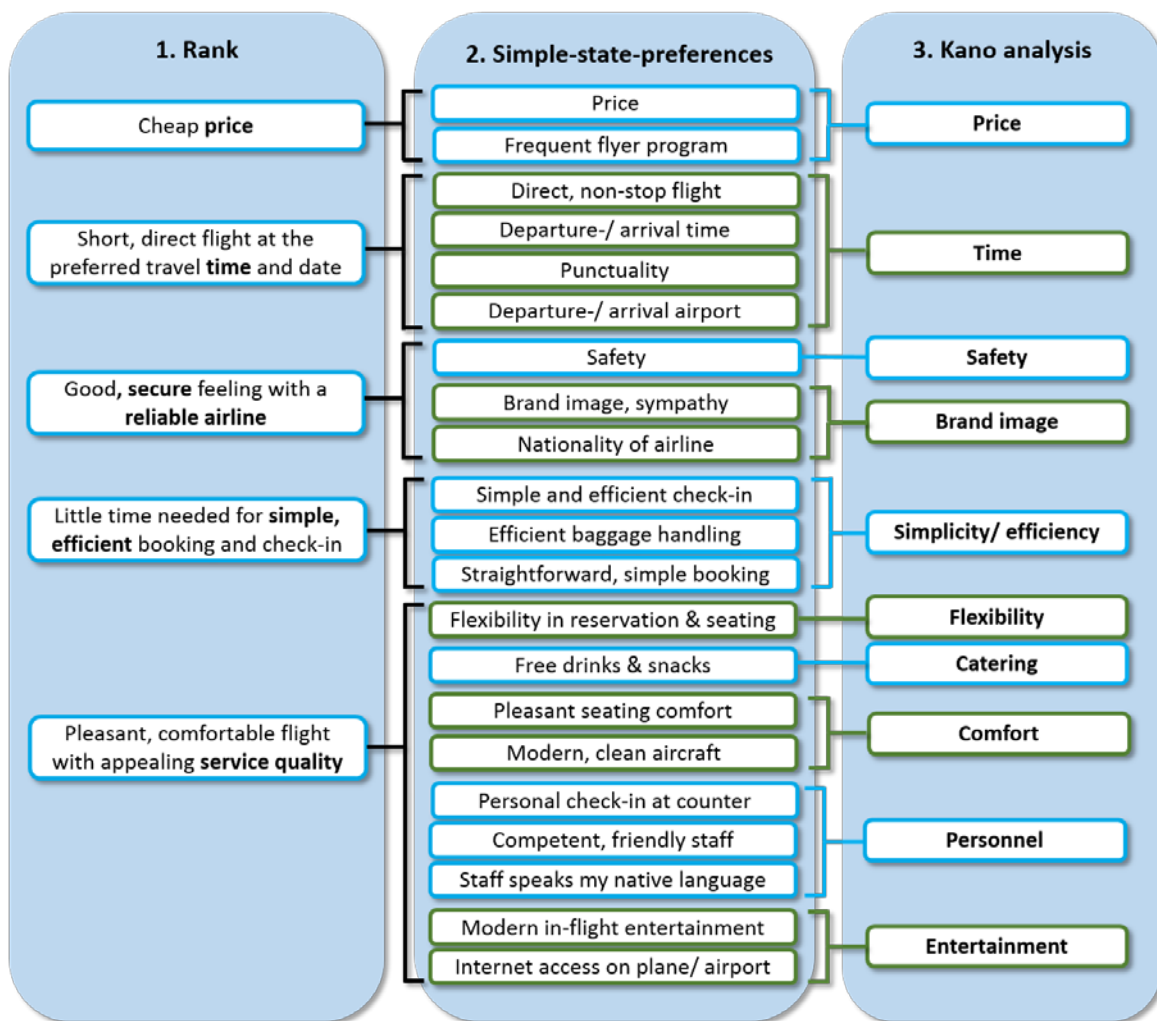 1. Rank
Cheap price
Short, direct flight at the
preferred travel time and date
Good, secure feeling with a
reliable airline
Little time needed for simple,
efficient booking and check-in
Pleasant, comfortable flight
with appealing service quality
2. Simple-state-preferences
Price
Frequent flyer program
Direct, non-stop flight
Departure-/ arrival time
Punctuality
Departure-/ arrival airport
Safety
Brand image, sympathy
Nationality of airline
Simple and efficient check-in
Efficient baggage handling
Straightforward, simple booking
Flexibility in reservation & seating
Free drinks & snacks
Pleasant seating comfort
Modern, clean aircraft
Personal check-in at counter
Competent, friendly staff
Staff speaks my native language
Modern in-flight entertainment
Internet access on plane/ airport
3. Kano analysis
Price
Time
Safety
Brand image
Simplicity/ efficiency
Flexibility
Catering
Comfort
Personnel
Entertainment